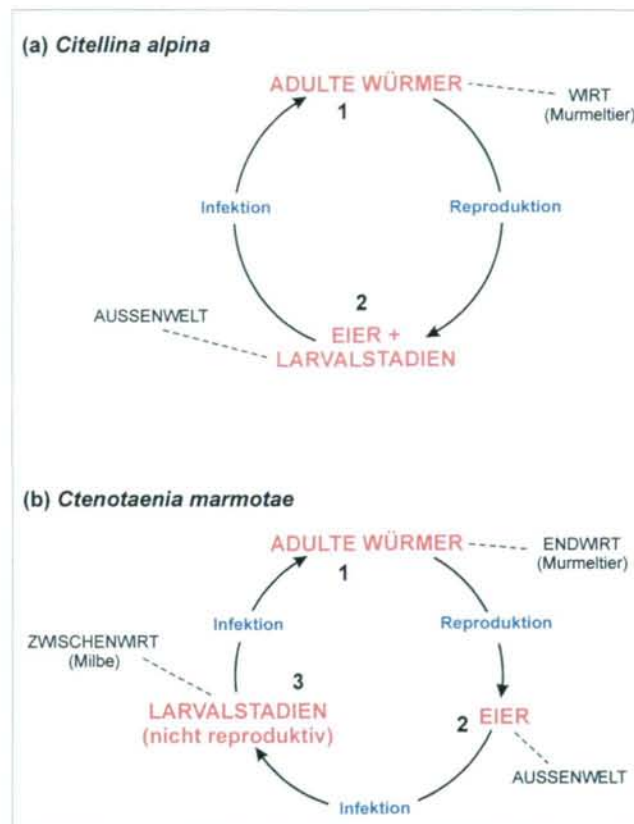 (a) Citellina alpina
ADULTE WÜRMER
1
WIRT
(Murmeltier)
Infektion
Reproduktion
2
AUSSENWELT
EIER +
LARVALSTADIEN
(b) Ctenotaenia marmotae
ADULTE WÜRMER
1
ENDWIRT
(Murmeltier)
Infektion
Reproduktion
ZWISCHENWIRT
(Milbe)
3
LARVALSTADIEN
(nicht reproduktiv)
2 EIER
AUSSENWELT
Infektion